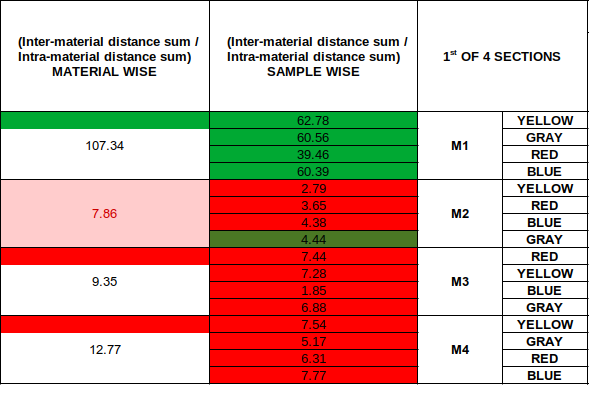 (Inter-material distance sum /
Intra-material distance sum)
MATERIAL WISE
(Inter-material distance sum /
Intra-material distance sum)
SAMPLE WISE
1st OF 4 SECTIONS
107.34
62.78
M1
YELLOW
60.56
GRAY
39.46
RED
60.39
BLUE
7.86
2.79
M2
YELLOW
3.65
RED
4.38
BLUE
4.44
GRAY
9.35
7.44
M3
RED
7.28
YELLOW
1.85
BLUE
6.88
GRAY
12.77
7.54
M4
YELLOW
5.17
GRAY
6.31
RED
7.77
BLUE